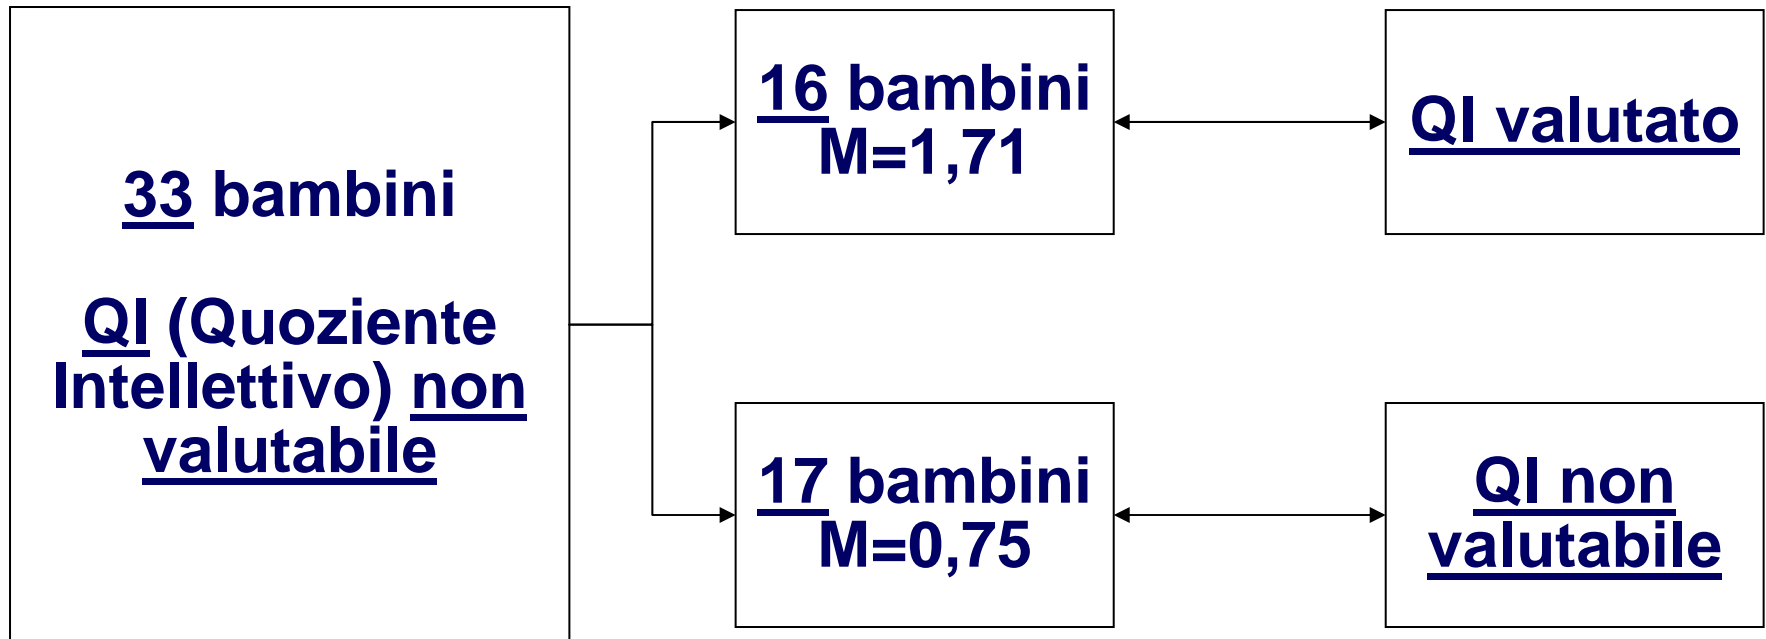 33 bambini
QI (Quoziente
Intellettivo) non
valutabile
16 bambini
M=1,71
QI valutato
17 bambini
M=0,75
QI non
valutabile